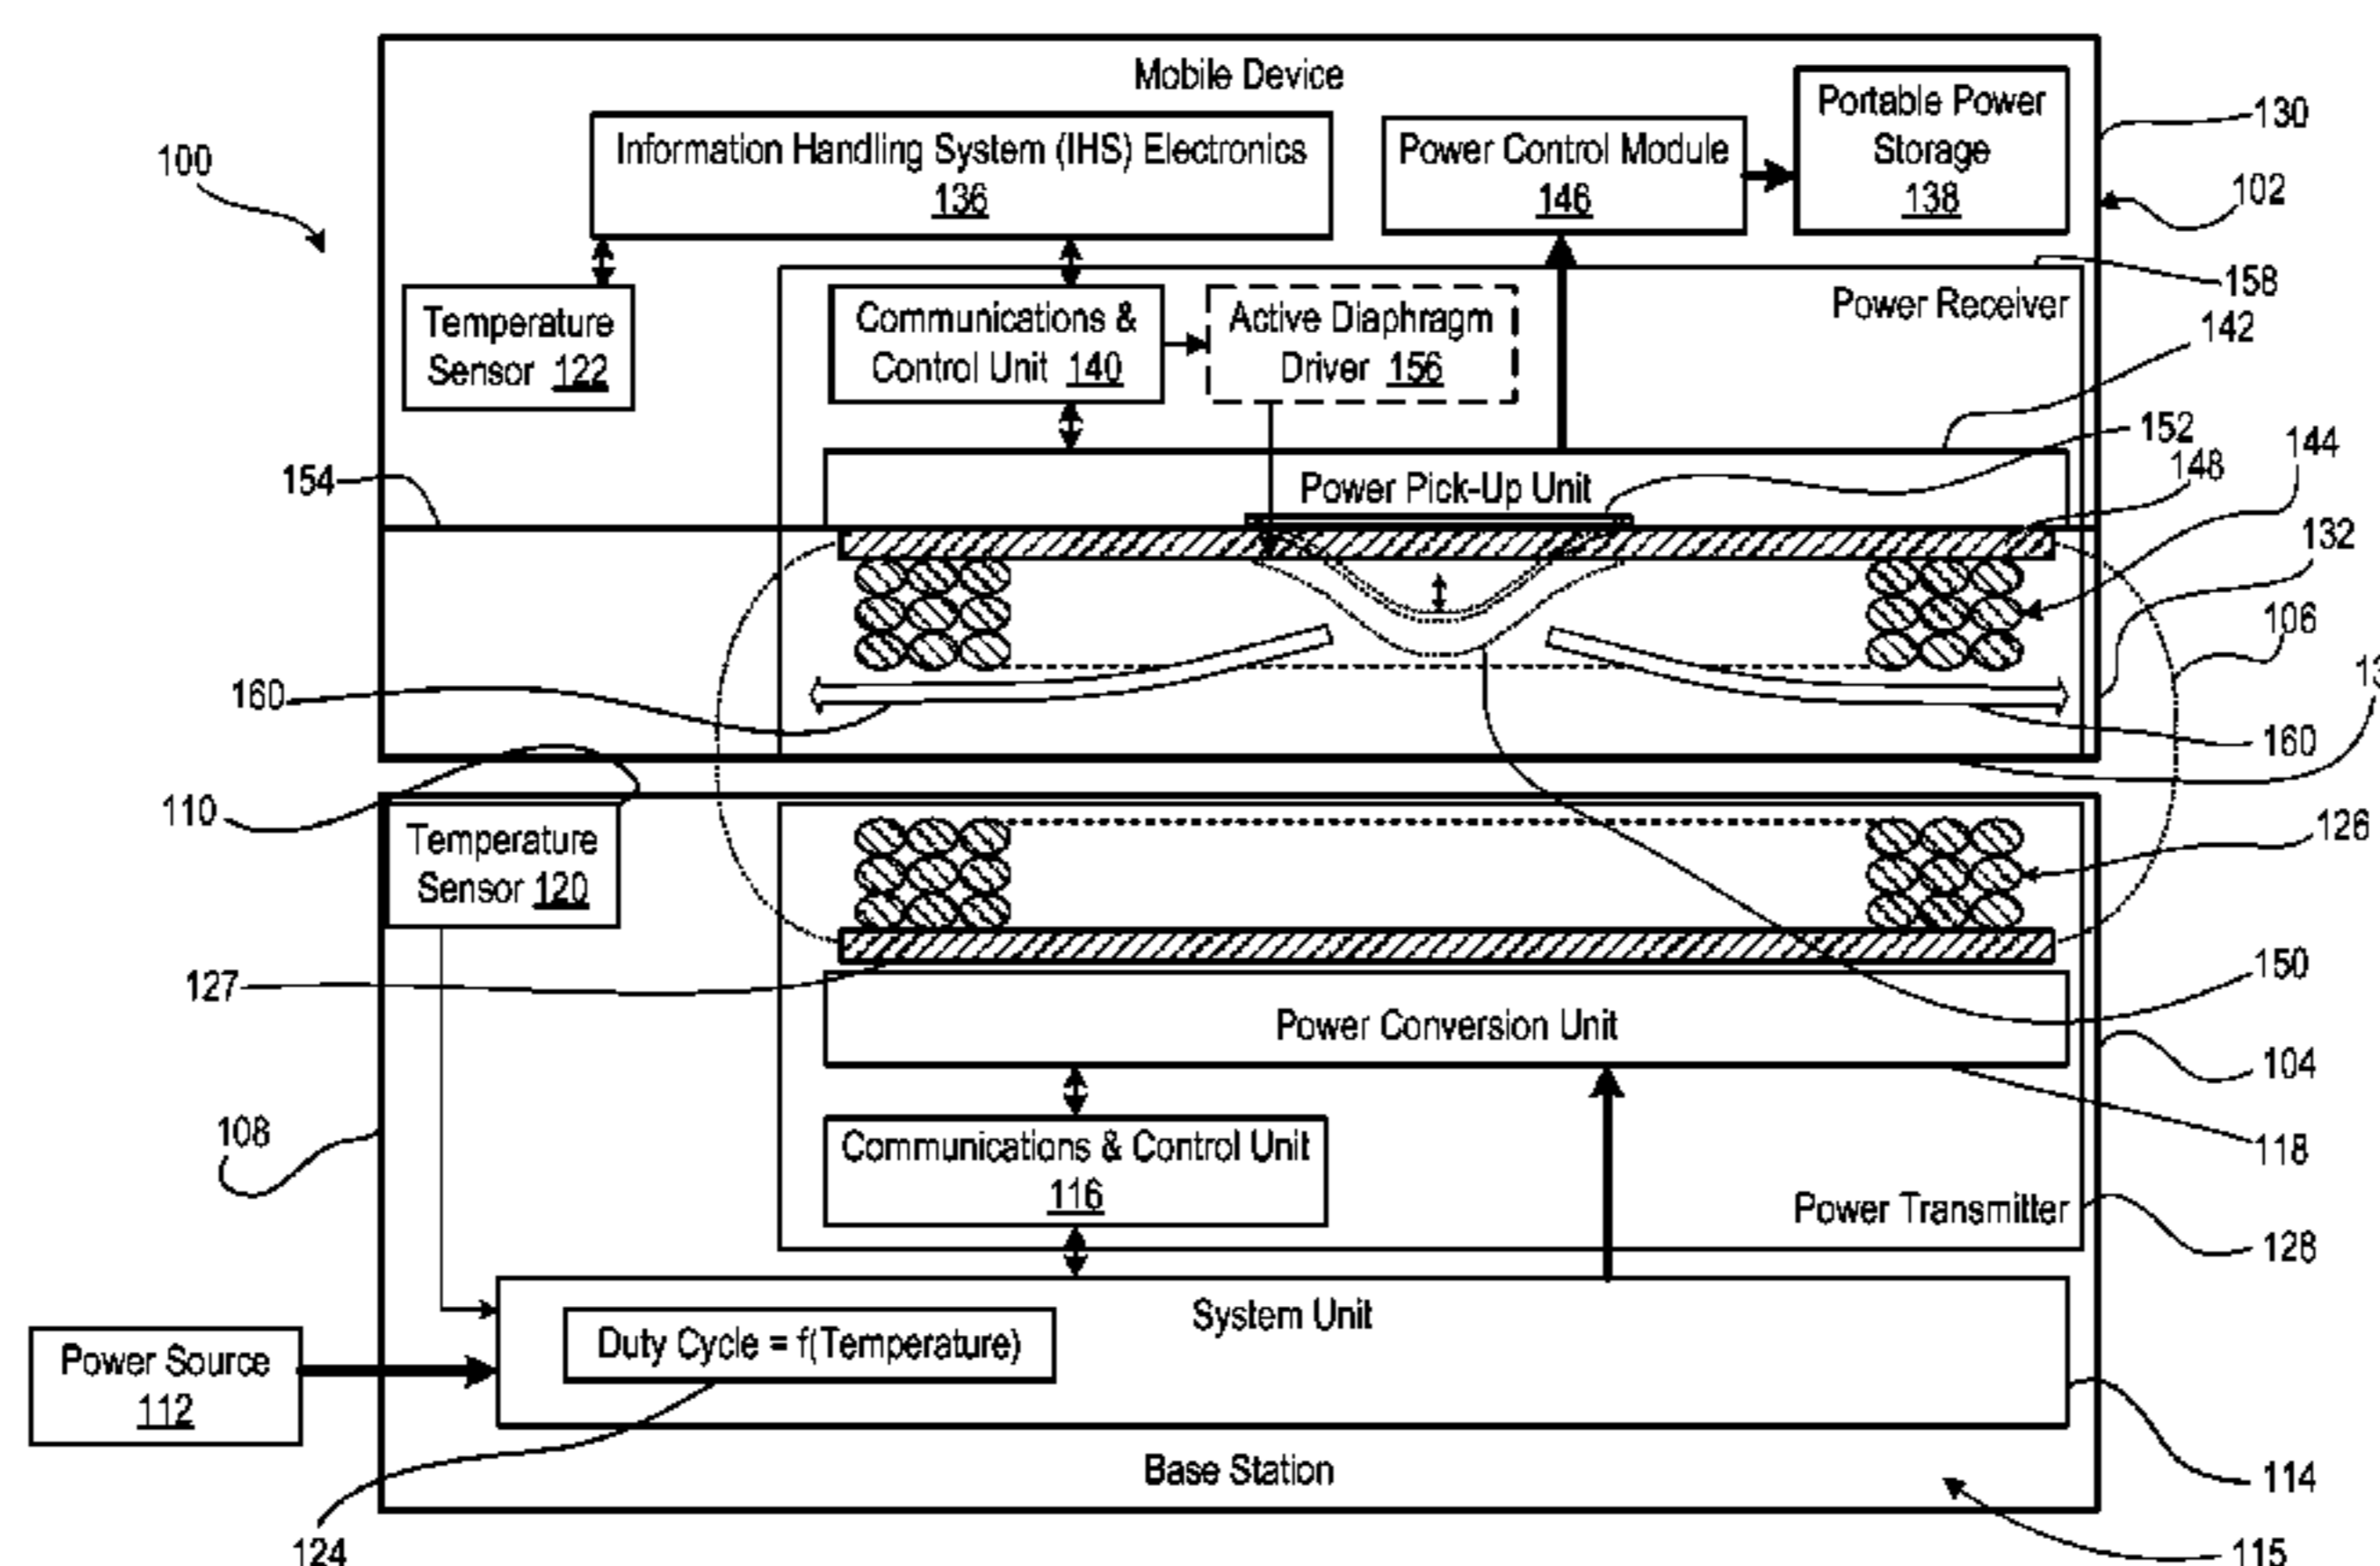 Mobile Device
Portable Power
Storage
138
130
Information Handling System (IHS) Electronics
136
Power Control Module
146
100
102
158
Temperature
Sensor 122
Communications &
Control Unit 140
Active Diaphragm
Driver 156
Power Receiver
142
152
144
148
154
Power Pick-Up Unit
132
106
160
160
110
Temperature
Sensor 120
126
127
150
Power Conversion Unit
104
108
118
Communications & Control Unit
116
Power Transmitter
128
System Unit
Duty Cycle = f(Temperature)
Power Source
112
Base Station
114
124
115